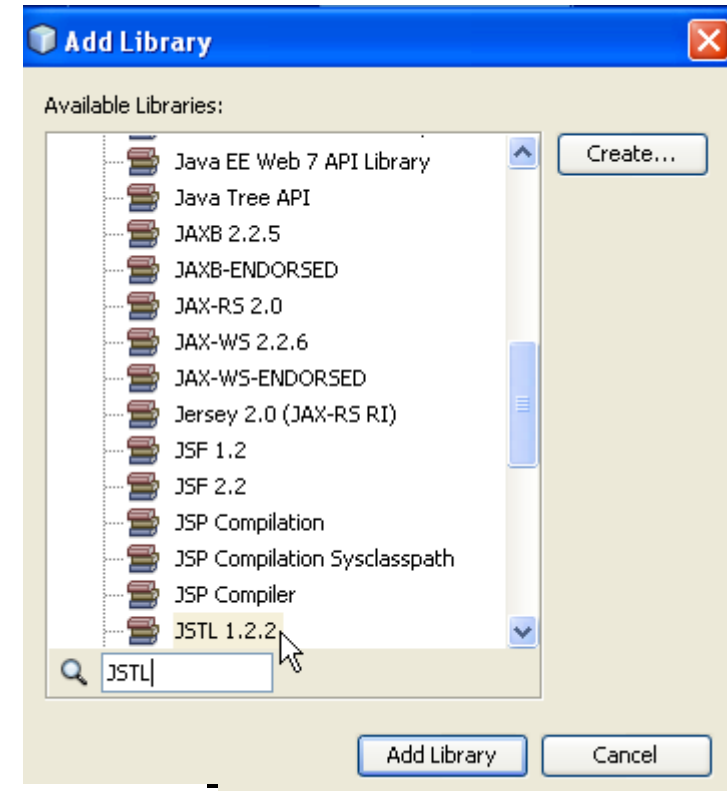 Add Library
Available Libraries:
Java EE Web 7 API Library
Create...
Java Tree API
JAXB 2.2.5
JAXB-ENDORSED
JAX-RS 2.0
JAX-WS 2.2.6
JAX-WS-ENDORSED
Jersey 2.0 (JAX-RS RI)
JSF 1.2
JSF 2.2
JSP Compilation
JSP Compilation Sysclasspath
JSP Compiler
JSTL 1.2.2
JSTL
Add Library
Cancel